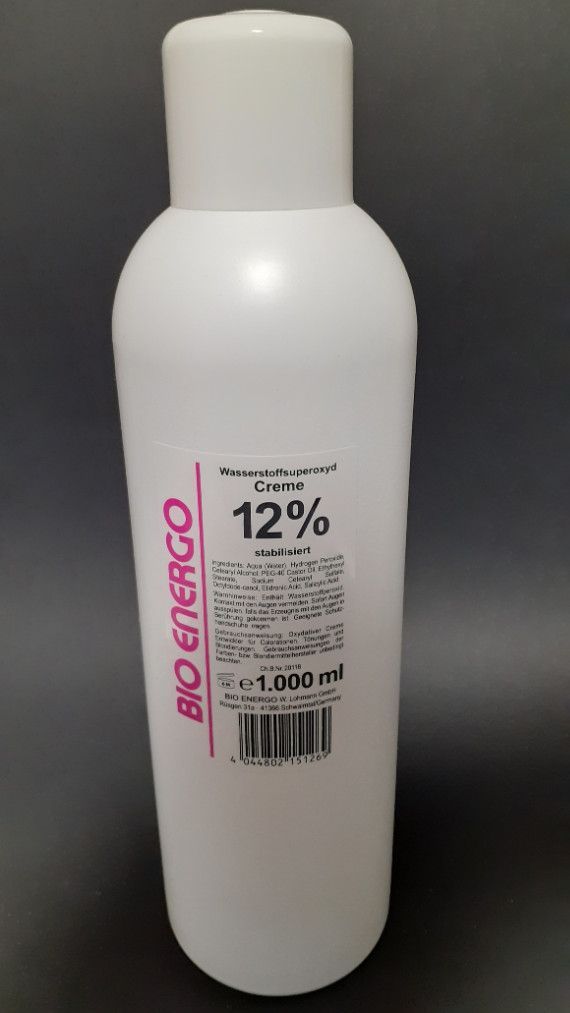 BIO ENERGO
Wasserstoffsuperoxyd
Creme
12%
stabilisiert
Ingredients: Aqua (Water), Hydrogen Peroxide,
Cetearyl Alcohol, PEG-40 Castor Oil, Ethylhexyl
Stearate, Sodium Cetearyl Sulfate,
Salicylic Acid
Warnhinweise: Enthält Wasserstoffperoxid.
Kontakt mit den Augen vermeiden. Sofort Augen
ausspülen, falls das Erzeugnis mit den Augen in
Berührung gekommen ist. Geeignete Schutz-
handschuhe tragen.
Gebrauchsanweisung: Oxydativer Creme
Entwickler für Colorationen, Tönungen und
Blondierungen. Gebrauchsanweisungen der
Farben- bzw. Blondiermittelhersteller unbedingt
beachten.
Ch.B.Nr. 20118
℮ 1.000 ml
BIO ENERGO W. Lohmann GmbH
Rüsgen 31a - 41366 Schwalmtal/Germany
4 044802 151269